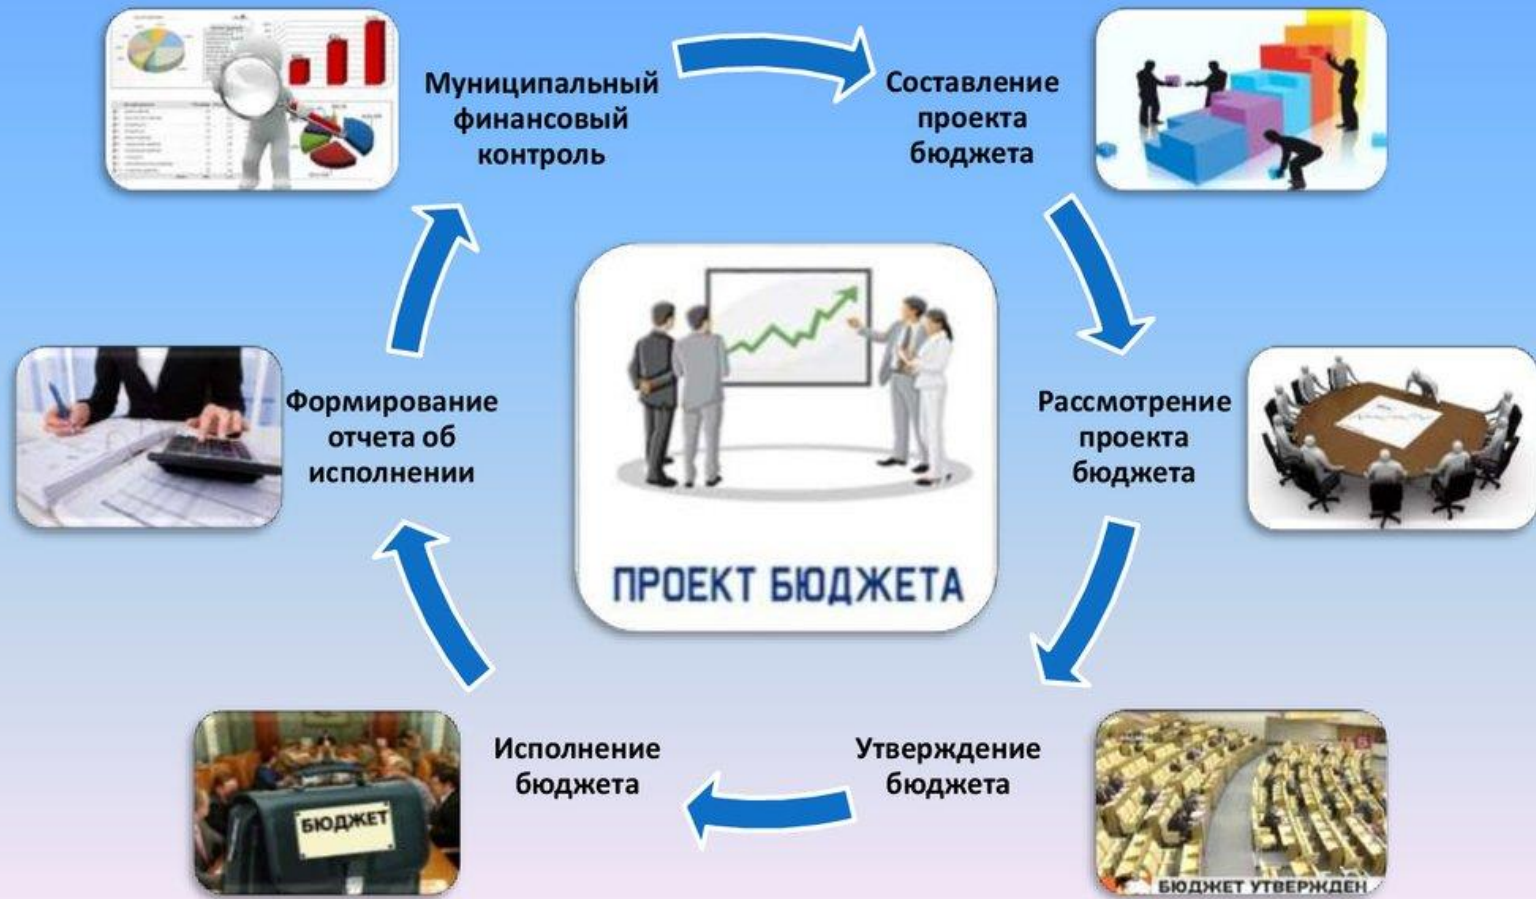 Муниципальный
финансовый
контроль
Составление
проекта
бюджета
Формирование
отчета об
исполнении
Рассмотрение
проекта
бюджета
ПРОЕКТ БЮДЖЕТА
Исполнение
бюджета
Утверждение
бюджета
БЮДЖЕТ
БЮДЖЕТ УТВЕРЖДЕН